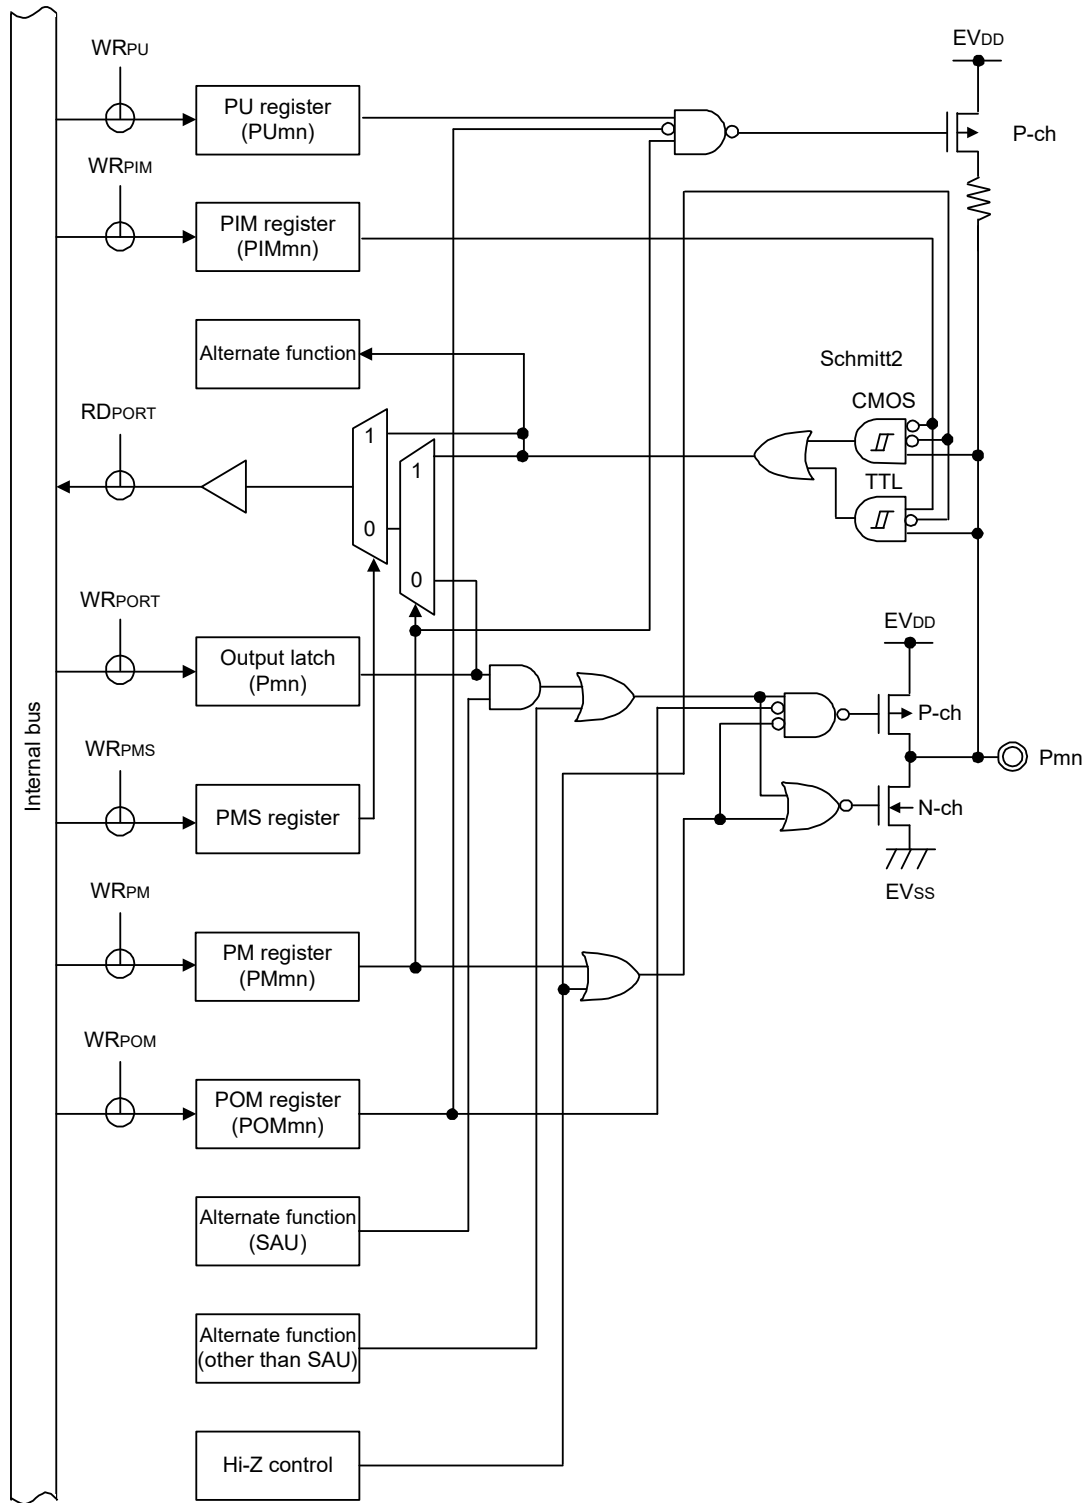 WRPU
EVDD
PU register
(PUmn)
P-ch
WRPIM
PIM register
(PIMmn)
Alternate function
Schmitt2
CMOS
RDPORT
1
1
TTL
0
0
WRPORT
EVDD
Output latch
(Pmn)
P-ch
Internal bus
WRPMS
Pmn
PMS register
N-ch
WRPM
EVSS
PM register
(PMmn)
WRPOM
POM register
(POMmn)
Alternate function
(SAU)
Alternate function
(other than SAU)
Hi-Z control